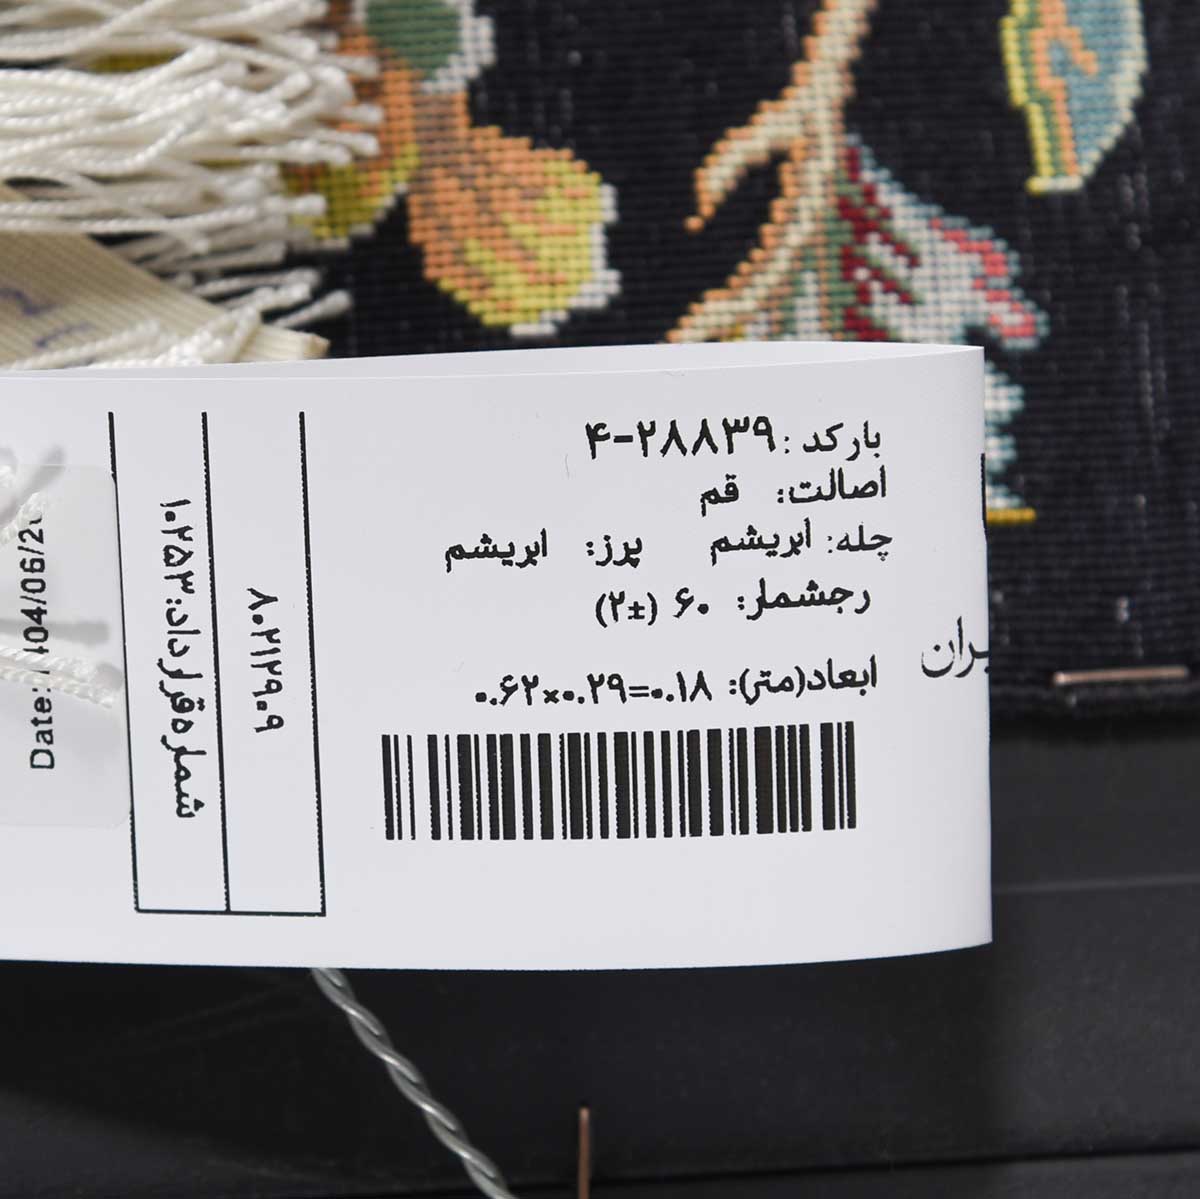 بارکد: ۴-۲۸۸۳۹
اصالت: قم
چله: ابریشم پرز: ابریشم
رجشمار: ۶۰ (±۲)
ابعاد(متر): ۰.۶۲×۰.۲۹=۰.۱۸
۸۰۲۱۲۹۰۹
شماره قرارداد: ۱۰۲۵۳
Date: